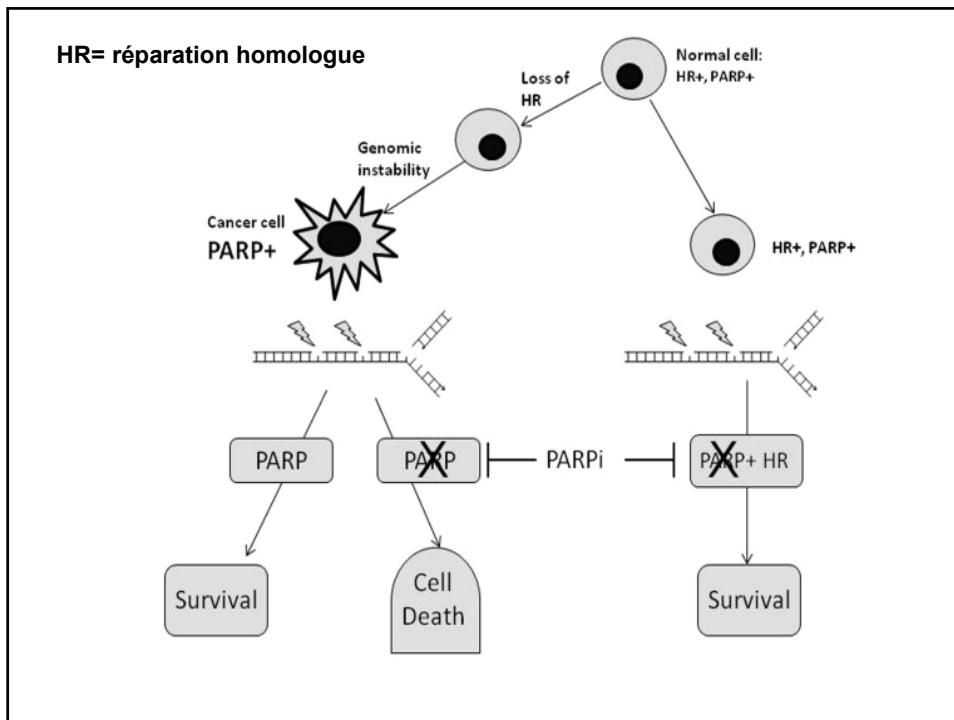 HR= réparation homologue
Normal cell:
HR+, PARP+
Loss of
HR
Genomic
instability
Cancer cell
PARP+
HR+, PARP+
PARP
PARP
PARPi
PARP+ HR
Survival
Cell
Death
Survival